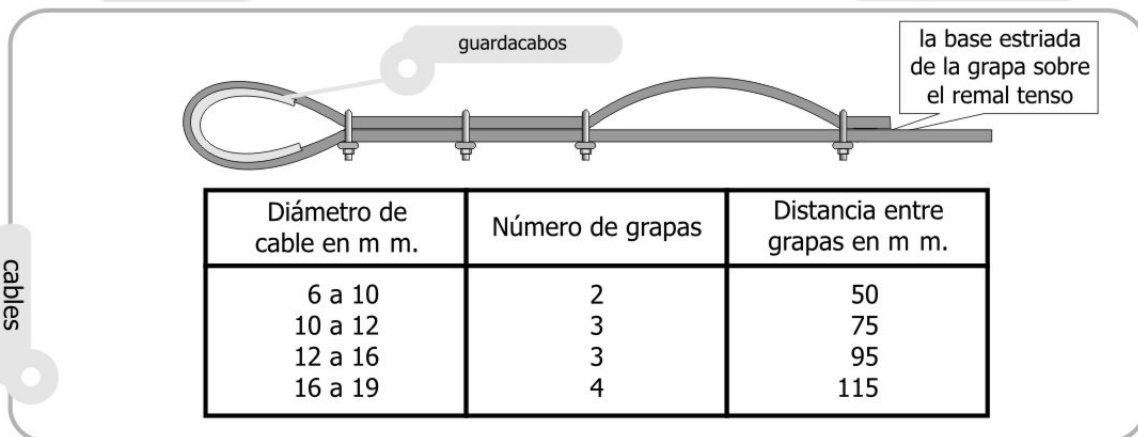 guardacabos
la base estriada
de la grapa sobre
el remal tenso
cables
Diámetro de
cable en m m.
Número de grapas
Distancia entre
grapas en m m.
6 a 10 2 50
10 a 12 3 75
12 a 16 3 95
16 a 19 4 115